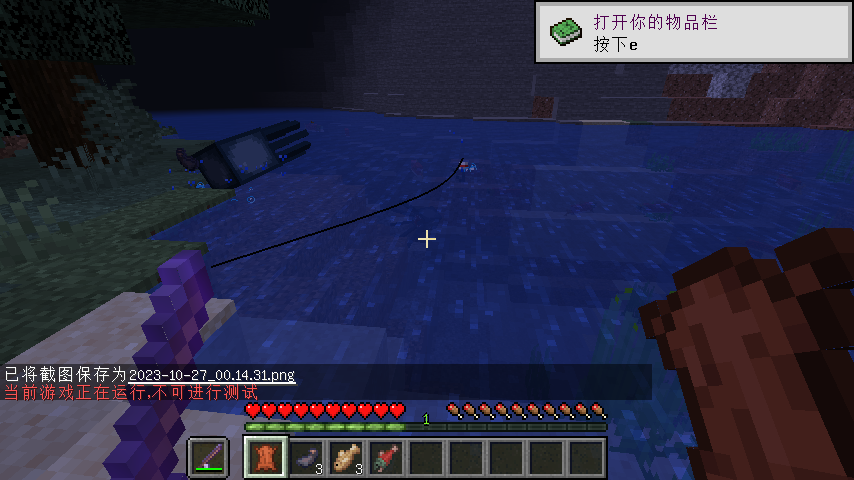 打开你的物品栏
按下e
已将截图保存为2023-10-27_00.14.31.png
当前游戏正在运行,不可进行测试
1
3
3